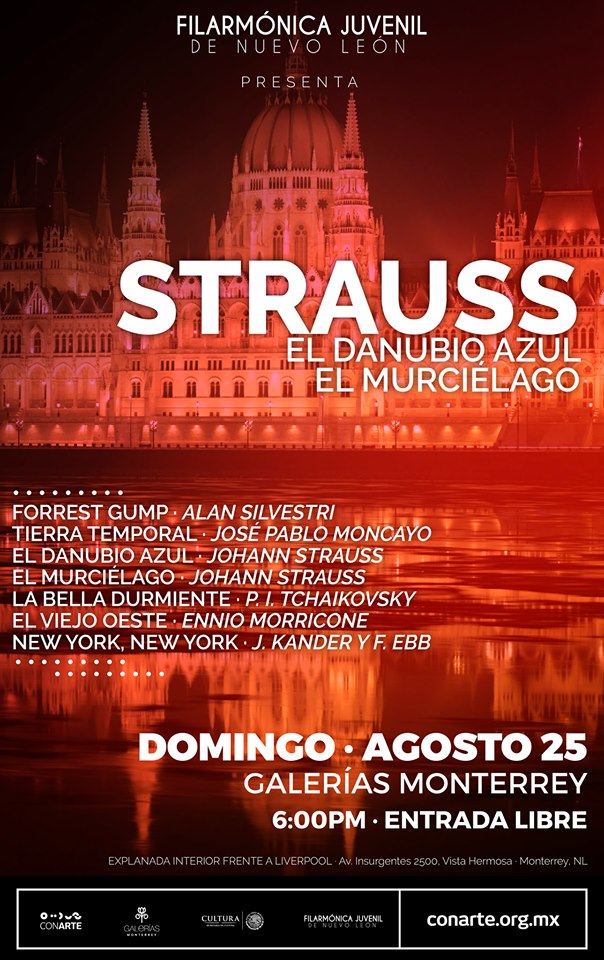 FILARMÓNICA JUVENIL
DE NUEVO LEÓN
PRESENTA
STRAUSS
EL DANUBIO AZUL
EL MURCIÉLAGO
FORREST GUMP · ALAN SILVESTRI
TIERRA TEMPORAL · JOSÉ PABLO MONCAYO
EL DANUBIO AZUL · JOHANN STRAUSS
EL MURCIÉLAGO · JOHANN STRAUSS
LA BELLA DURMIENTE · P. I. TCHAIKOVSKY
EL VIEJO OESTE · ENNIO MORRICONE
NEW YORK, NEW YORK · J. KANDER Y F. EBB
DOMINGO · AGOSTO 25
GALERÍAS MONTERREY
6:00PM · ENTRADA LIBRE
EXPLANADA INTERIOR FRENTE A LIVERPOOL · Av. Insurgentes 2500, Vista Hermosa · Monterrey, NL
CONARTE
GALERÍAS
MONTERREY
CULTURA
FILARMÓNICA JUVENIL
DE NUEVO LEÓN
conarte.org.mx